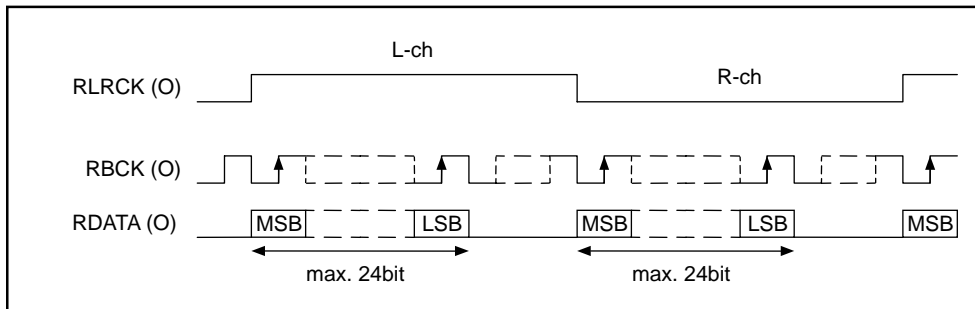 L-ch
R-ch
RLRCK (O)
RBCK (O)
RDATA (O)
MSB LSB MSB LSB MSB
max. 24bit max. 24bit